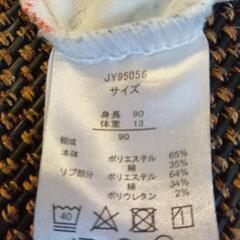 JY95056
サイズ
身長 90
体重 13
90
組成
本体 ポリエステル 65%
綿 35%
リブ部分 ポリエステル 64%
綿 34%
ポリウレタン 2%
40